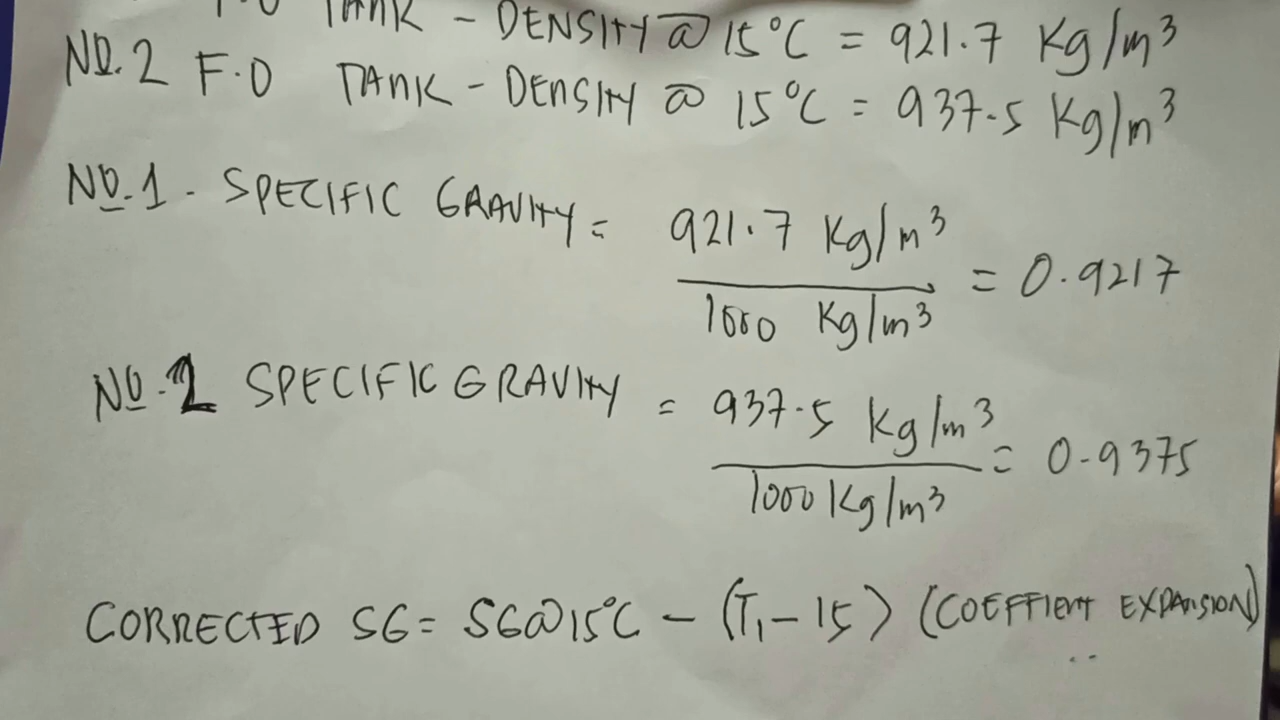 F.O TANK - DENSITY @ 15°C = 921.7 Kg/m³
NO.2 F.O TANK - DENSITY @ 15°C = 937.5 Kg/m³
NO.1 - SPECIFIC GRAVITY = 921.7 Kg/m³ / 1000 Kg/m³ = 0.9217
NO.2 SPECIFIC GRAVITY = 937.5 Kg/m³ / 1000 Kg/m³ = 0.9375
CORRECTED SG = SG@15°C - (T₁ - 15) (COEFFIENT EXPANSION)